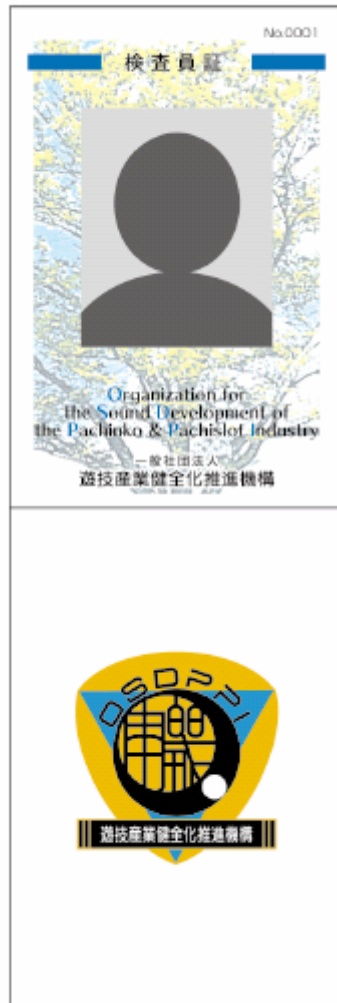 No.0001
検査員証
Organization for
the Sound Development of
the Pachinko & Pachislot Industry
一般社団法人
遊技産業健全化推進機構
OSDPPI
遊技産業健全化推進機構